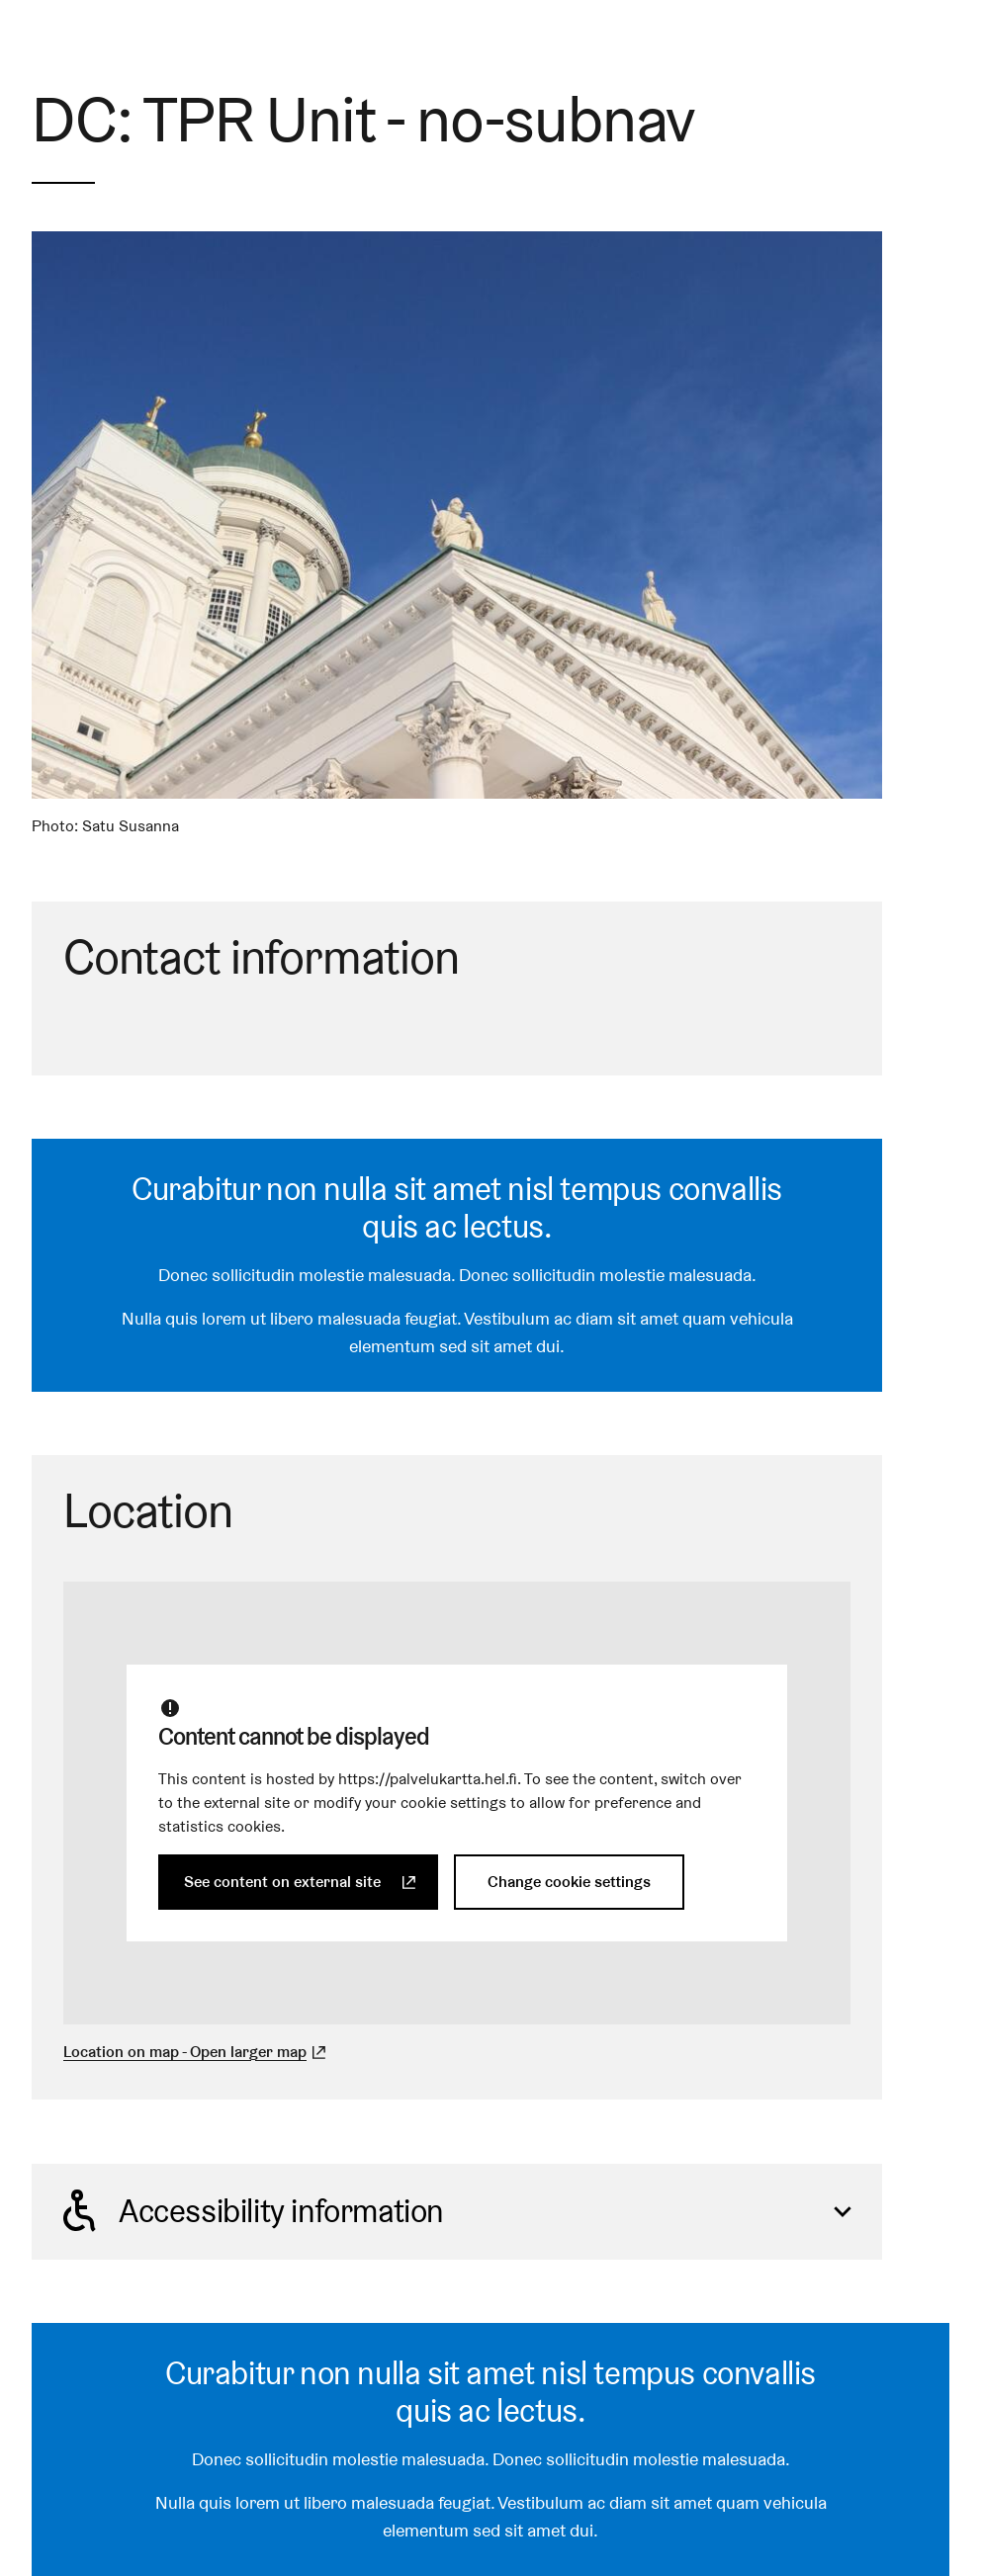 DC: TPR Unit - no-subnav
Photo: Satu Susanna
Contact information
Curabitur non nulla sit amet nisl tempus convallis
quis ac lectus.
Donec sollicitudin molestie malesuada. Donec sollicitudin molestie malesuada.
Nulla quis lorem ut libero malesuada feugiat. Vestibulum ac diam sit amet quam vehicula
elementum sed sit amet dui.
Location
Content cannot be displayed
This content is hosted by https://palvelukartta.hel.fi. To see the content, switch over
to the external site or modify your cookie settings to allow for preference and
statistics cookies.
See content on external site
Change cookie settings
Location on map - Open larger map
Accessibility information
Curabitur non nulla sit amet nisl tempus convallis
quis ac lectus.
Donec sollicitudin molestie malesuada. Donec sollicitudin molestie malesuada.
Nulla quis lorem ut libero malesuada feugiat. Vestibulum ac diam sit amet quam vehicula
elementum sed sit amet dui.